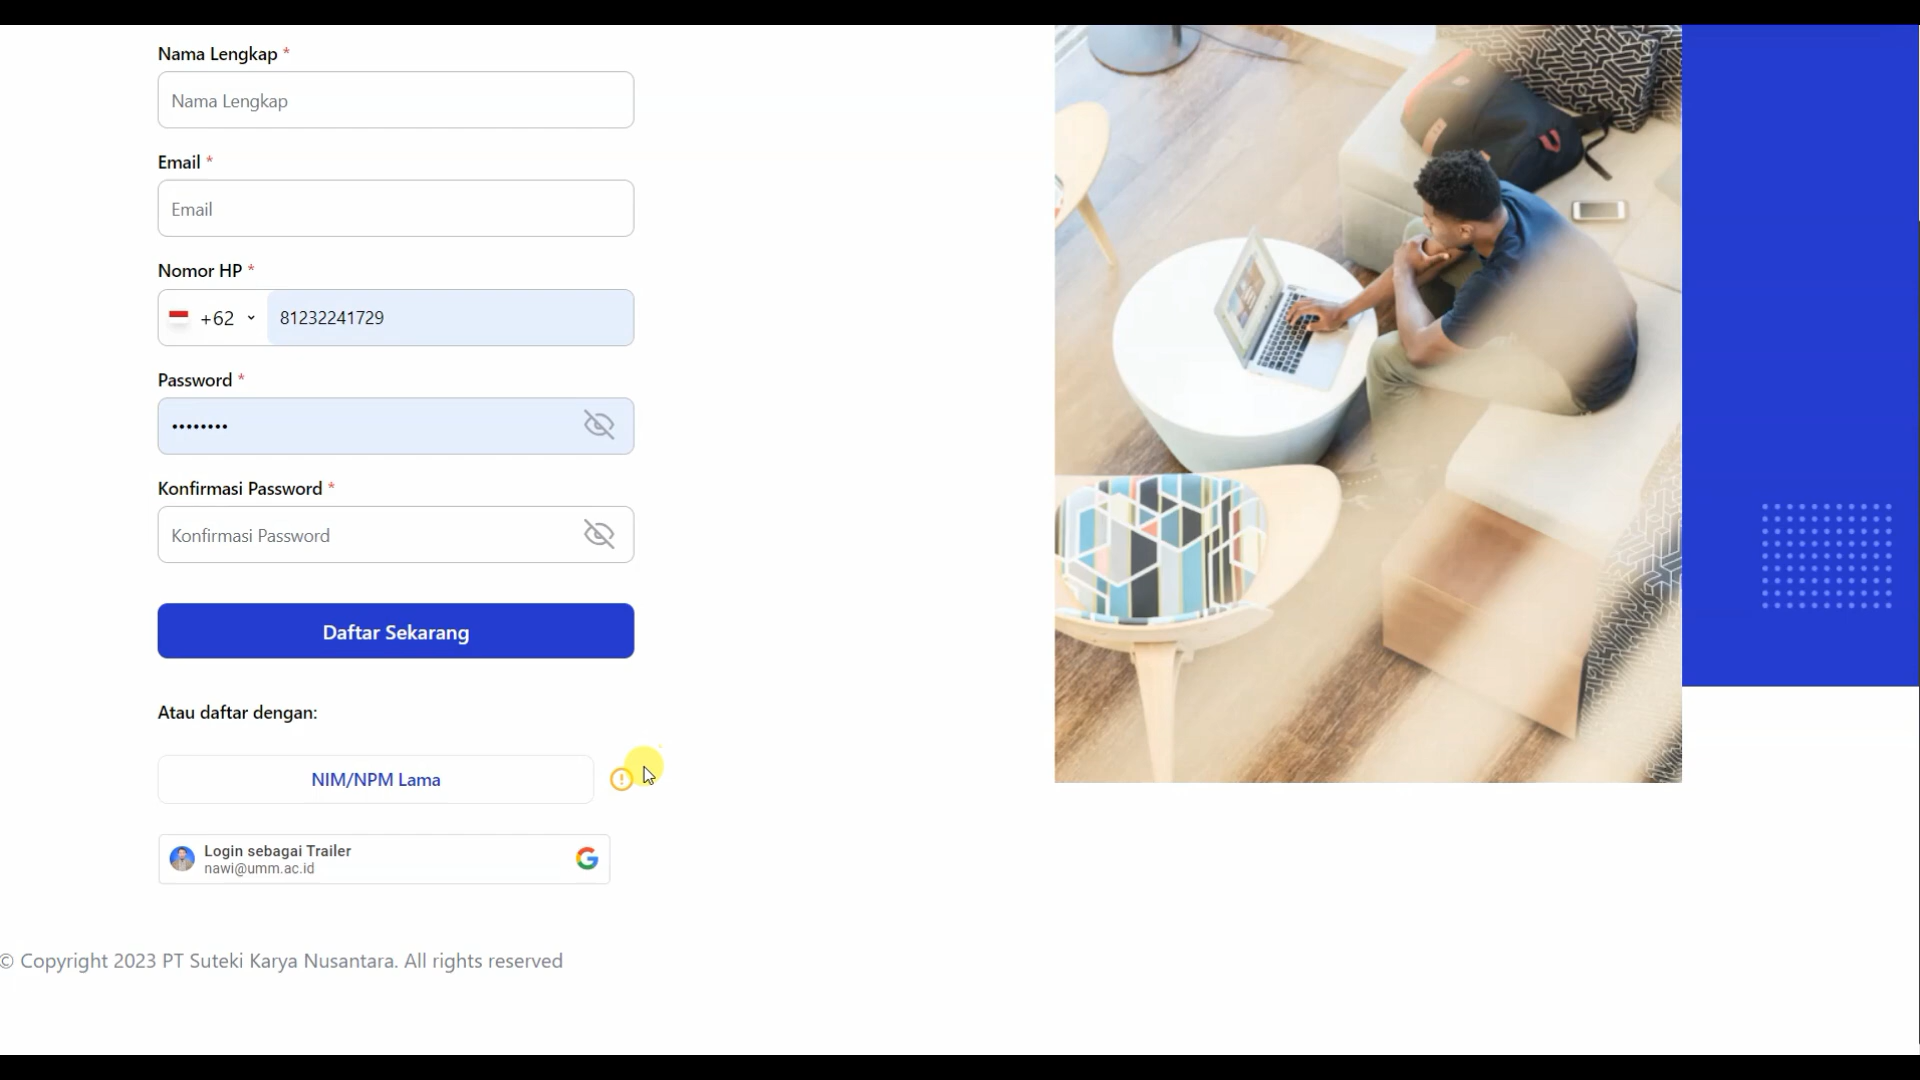 Nama Lengkap *
Nama Lengkap
Email *
Email
Nomor HP *
+62 81232241729
Password *
••••••••
Konfirmasi Password *
Konfirmasi Password
Daftar Sekarang
Atau daftar dengan:
NIM/NPM Lama
Login sebagai Trailer
nawi@umm.ac.id
© Copyright 2023 PT Suteki Karya Nusantara. All rights reserved